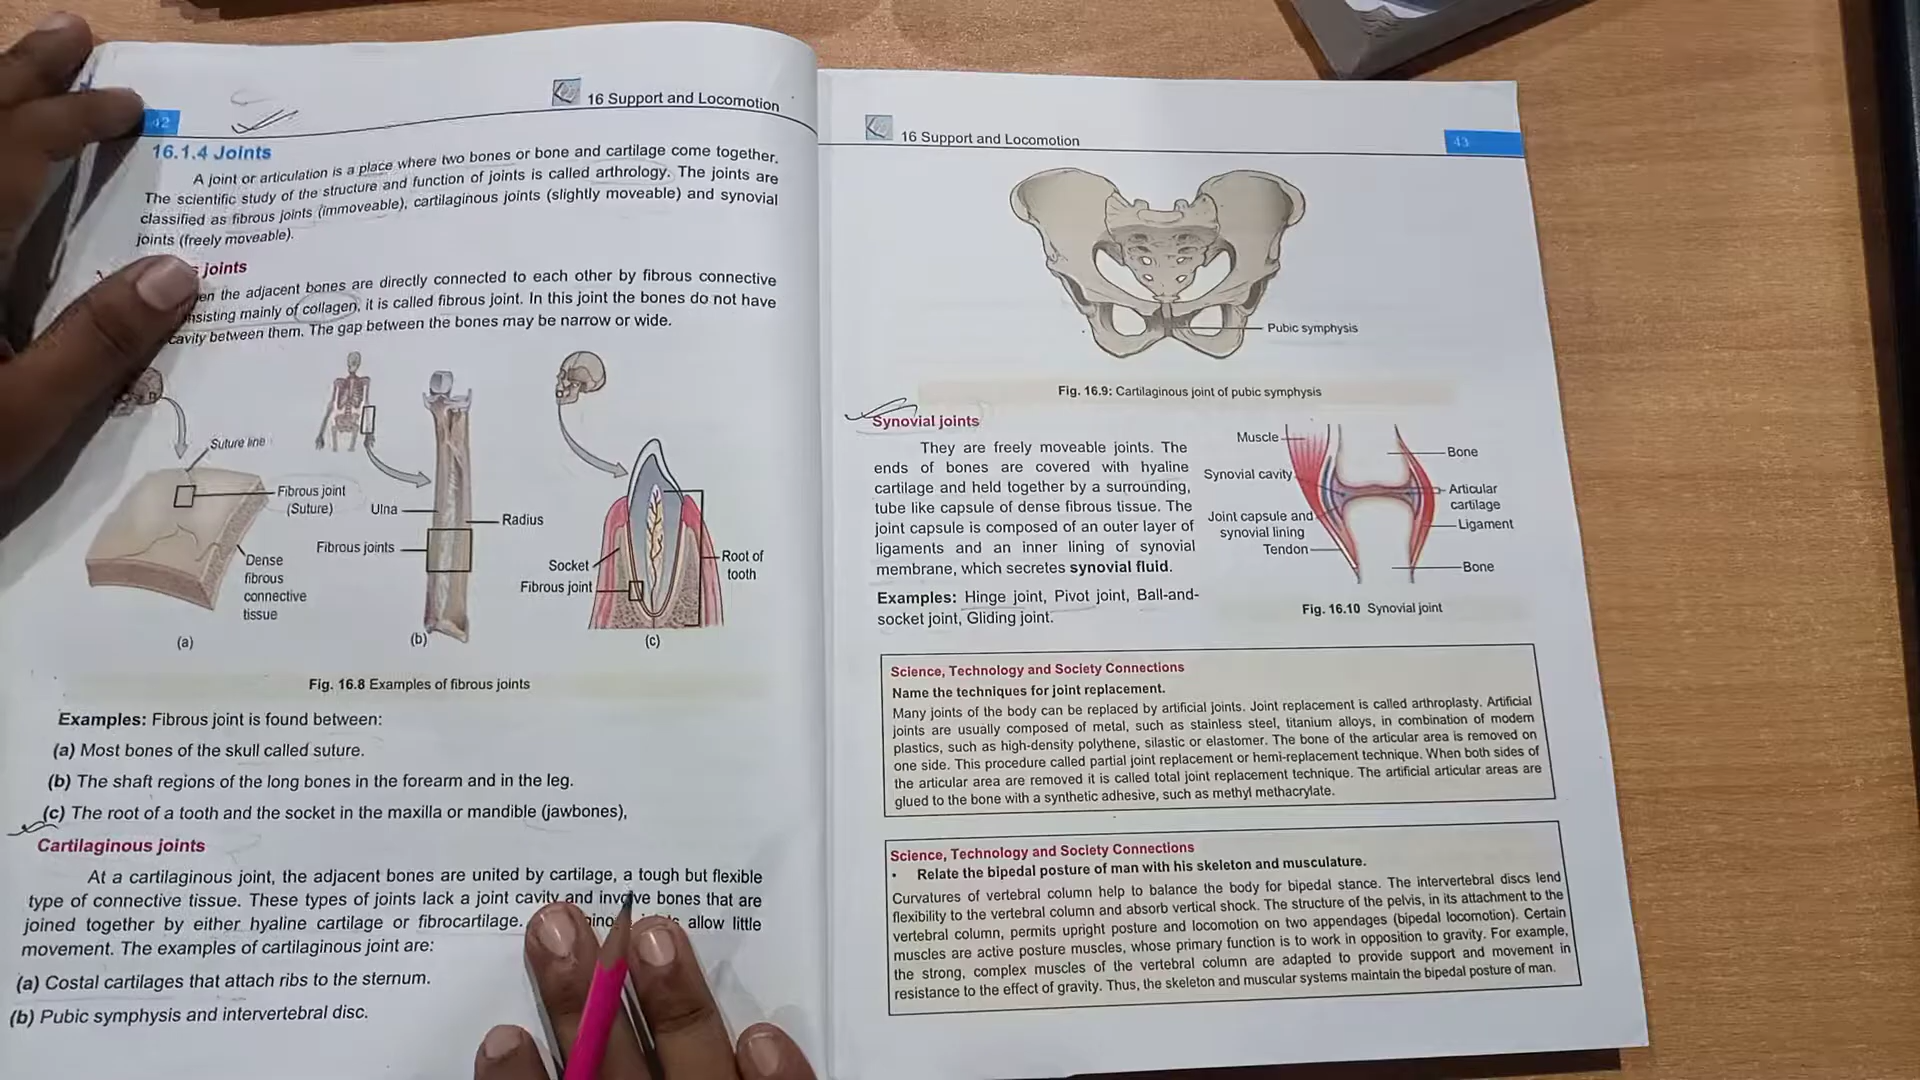 16 Support and Locomotion
42
16.1.4 Joints
A joint or articulation is a place where two bones or bone and cartilage come together.
The scientific study of the structure and function of joints is called arthrology. The joints are
classified as fibrous joints (immoveable), cartilaginous joints (slightly moveable) and synovial
joints (freely moveable).
joints
the adjacent bones are directly connected to each other by fibrous connective
mainly of collagen, it is called fibrous joint. In this joint the bones do not have
cavity between them. The gap between the bones may be narrow or wide.
Suture line
Fibrous joint
(Suture)
Dense
fibrous
connective
tissue
(a)
Ulna
Radius
Fibrous joints
(b)
Socket
Fibrous joint
Root of
tooth
(c)
Fig. 16.8 Examples of fibrous joints
Examples: Fibrous joint is found between:
(a) Most bones of the skull called suture.
(b) The shaft regions of the long bones in the forearm and in the leg.
(c) The root of a tooth and the socket in the maxilla or mandible (jawbones),
Cartilaginous joints
At a cartilaginous joint, the adjacent bones are united by cartilage, a tough but flexible
type of connective tissue. These types of joints lack a joint cavity and involve bones that are
joined together by either hyaline cartilage or fibrocartilage. allow little
movement. The examples of cartilaginous joint are:
(a) Costal cartilages that attach ribs to the sternum.
(b) Pubic symphysis and intervertebral disc.
16 Support and Locomotion
43
Pubic symphysis
Fig. 16.9: Cartilaginous joint of pubic symphysis
Synovial joints
They are freely moveable joints. The
ends of bones are covered with hyaline
cartilage and held together by a surrounding,
tube like capsule of dense fibrous tissue. The
joint capsule is composed of an outer layer of
ligaments and an inner lining of synovial
membrane, which secretes synovial fluid.
Examples: Hinge joint, Pivot joint, Ball-and-
socket joint, Gliding joint.
Muscle
Synovial cavity
Joint capsule and
synovial lining
Tendon
Bone
Articular
cartilage
Ligament
Bone
Fig. 16.10 Synovial joint
Science, Technology and Society Connections
Name the techniques for joint replacement.
Many joints of the body can be replaced by artificial joints. Joint replacement is called arthroplasty. Artificial
joints are usually composed of metal, such as stainless steel, titanium alloys, in combination of modern
plastics, such as high-density polythene, silastic or elastomer. The bone of the articular area is removed on
one side. This procedure called partial joint replacement or hemi-replacement technique. When both sides of
the articular area are removed it is called total joint replacement technique. The artificial articular areas are
glued to the bone with a synthetic adhesive, such as methyl methacrylate.
Science, Technology and Society Connections
• Relate the bipedal posture of man with his skeleton and musculature.
Curvatures of vertebral column help to balance the body for bipedal stance. The intervertebral discs lend
flexibility to the vertebral column and absorb vertical shock. The structure of the pelvis, in its attachment to the
vertebral column, permits upright posture and locomotion on two appendages (bipedal locomotion). Certain
muscles are active posture muscles, whose primary function is to work in opposition to gravity. For example,
the strong, complex muscles of the vertebral column are adapted to provide support and movement in
resistance to the effect of gravity. Thus, the skeleton and muscular systems maintain the bipedal posture of man.